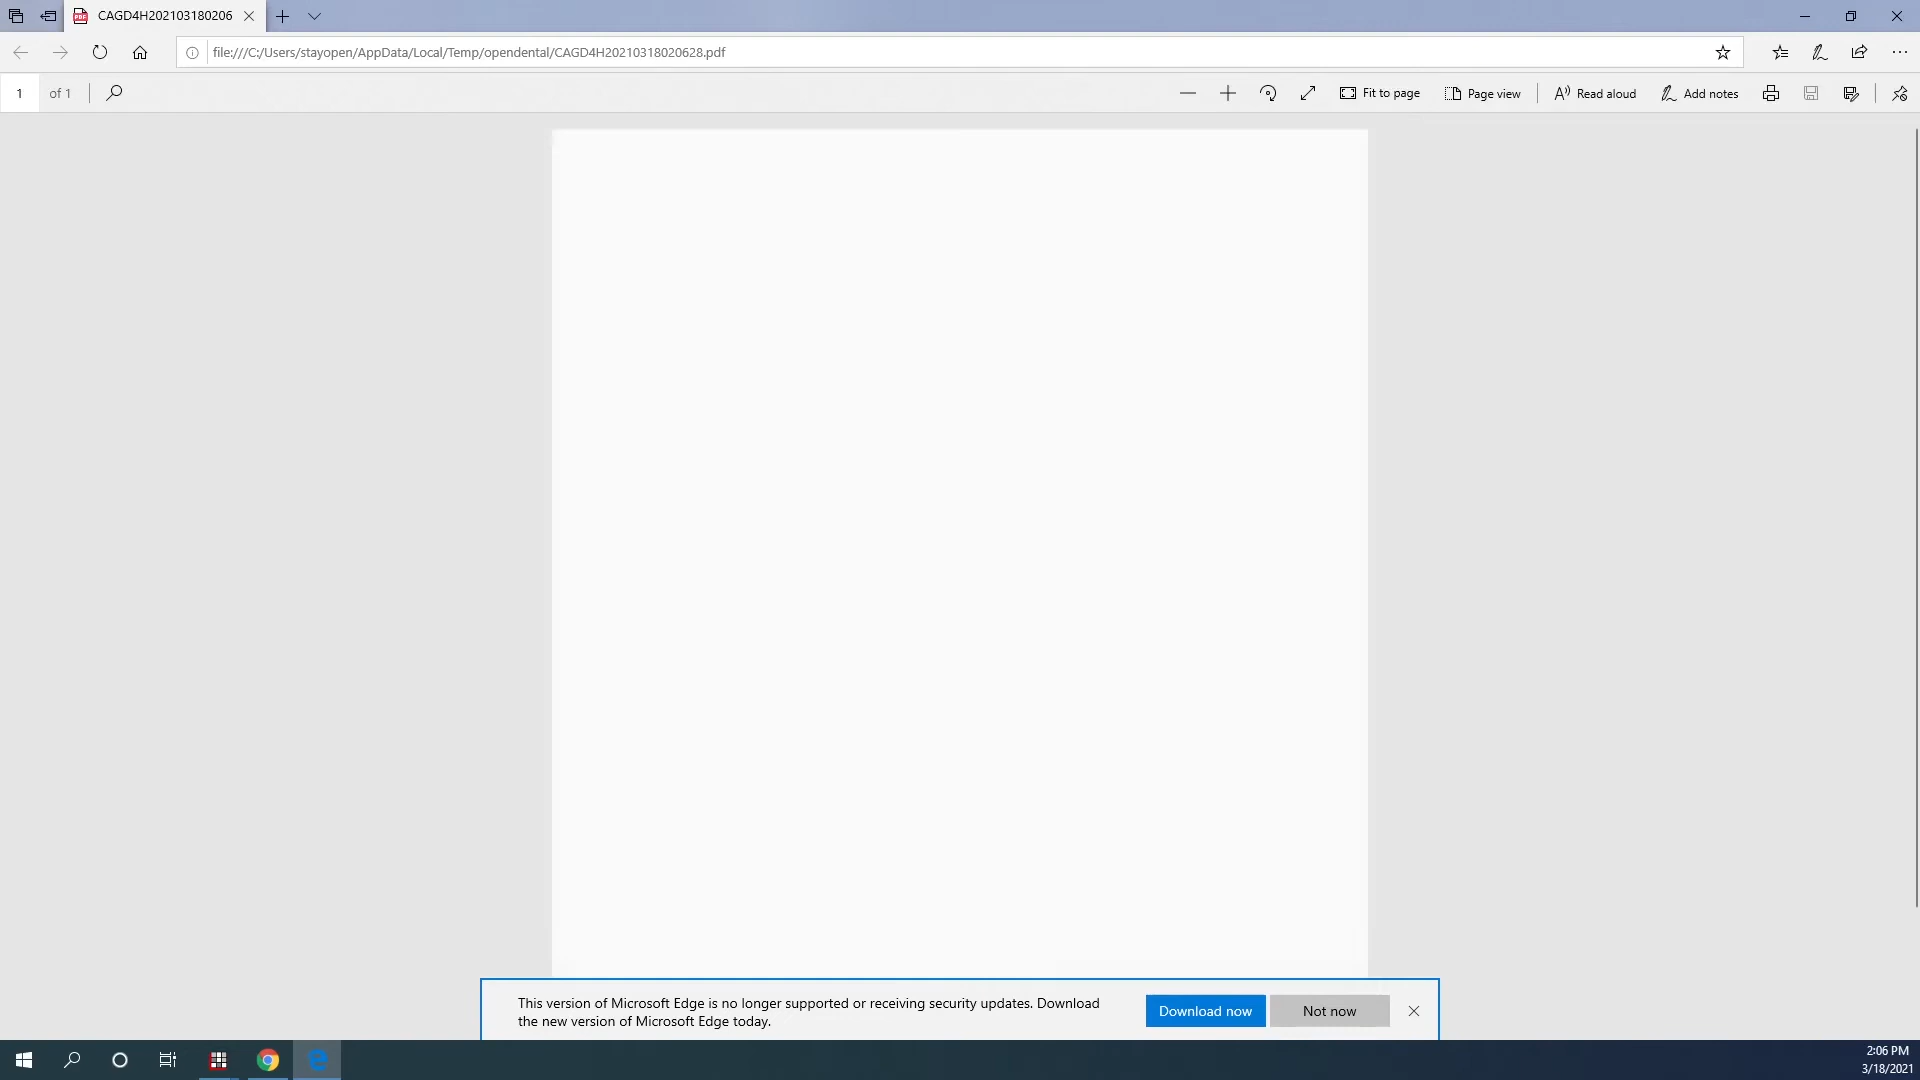 CAGD4H202103180206
file:///C:/Users/stayopen/AppData/Local/Temp/opendental/CAGD4H20210318020628.pdf
1 of 1 Fit to page Page view Read aloud Add notes
This version of Microsoft Edge is no longer supported or receiving security updates. Download
the new version of Microsoft Edge today.
Download now Not now
2:06 PM
3/18/2021